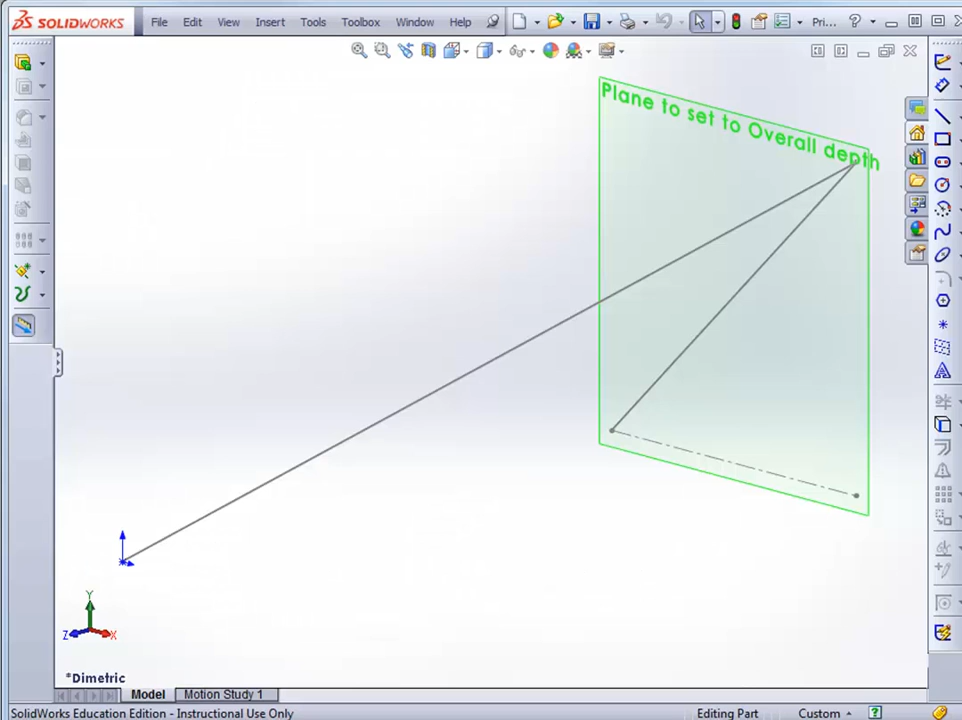 SOLIDWORKS File Edit View Insert Tools Toolbox Window Help Pri... ?
Plane to set to Overall depth
Y
Z X
*Dimetric
Model Motion Study 1
SolidWorks Education Edition - Instructional Use Only Editing Part Custom ?